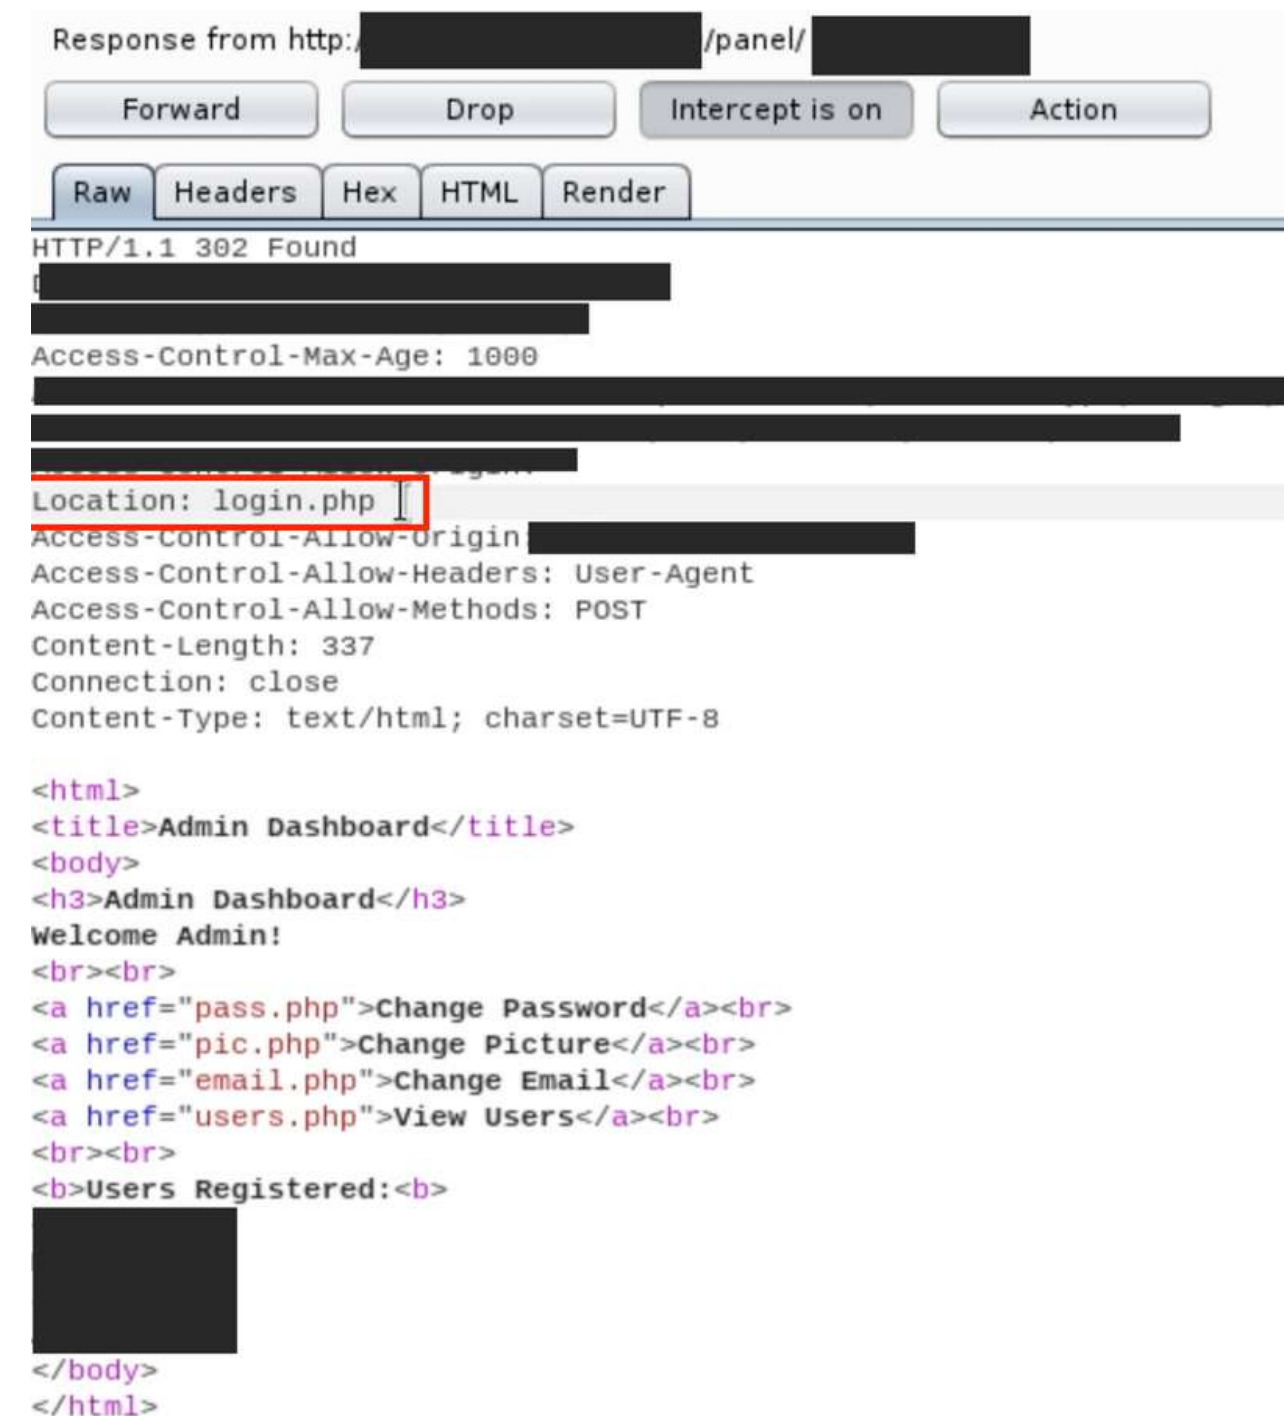 Response from http:/ /panel/
Forward Drop Intercept is on Action
Raw Headers Hex HTML Render
HTTP/1.1 302 Found
Access-Control-Max-Age: 1000
Location: login.php
Access-Control-Allow-Origin:
Access-Control-Allow-Headers: User-Agent
Access-Control-Allow-Methods: POST
Content-Length: 337
Connection: close
Content-Type: text/html; charset=UTF-8
<html>
<title>Admin Dashboard</title>
<body>
<h3>Admin Dashboard</h3>
Welcome Admin!
<br><br>
<a href="pass.php">Change Password</a><br>
<a href="pic.php">Change Picture</a><br>
<a href="email.php">Change Email</a><br>
<a href="users.php">View Users</a><br>
<br><br>
<b>Users Registered:<b>
</body>
</html>